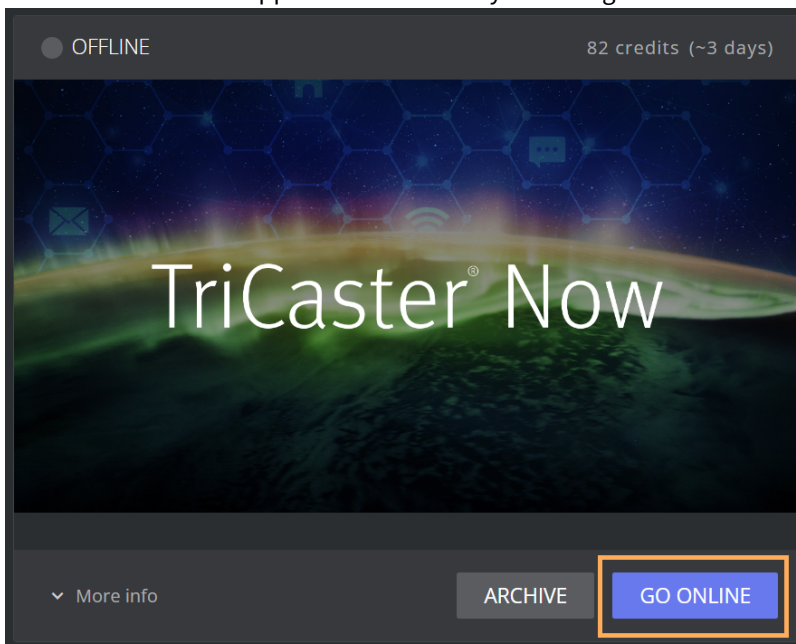 OFFLINE 82 credits (~3 days)
TriCaster® Now
More info ARCHIVE GO ONLINE